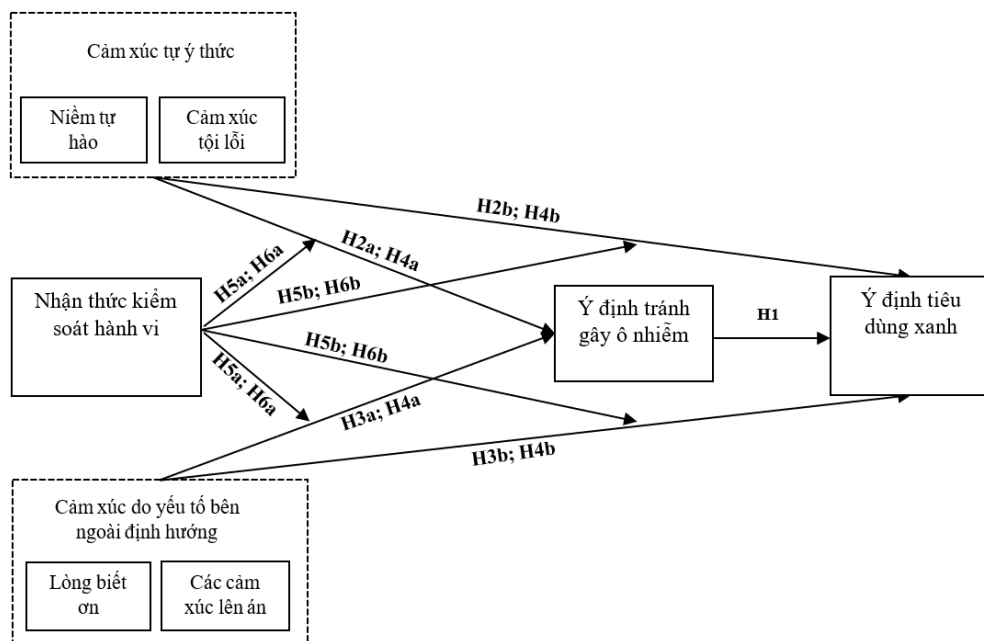 Cảm xúc tự ý thức
Niềm tự
hào
Cảm xúc
tội lỗi
H2b; H4b
H2a; H4a
H5a; H6a
H5b; H6b
Nhận thức kiểm
soát hành vi
Ý định tránh
gây ô nhiễm
H1
Ý định tiêu
dùng xanh
H5b; H6b
H5a; H6a
H3a; H4a
H3b; H4b
Cảm xúc do yếu tố bên
ngoài định hướng
Lòng biết
ơn
Các cảm
xúc lên án